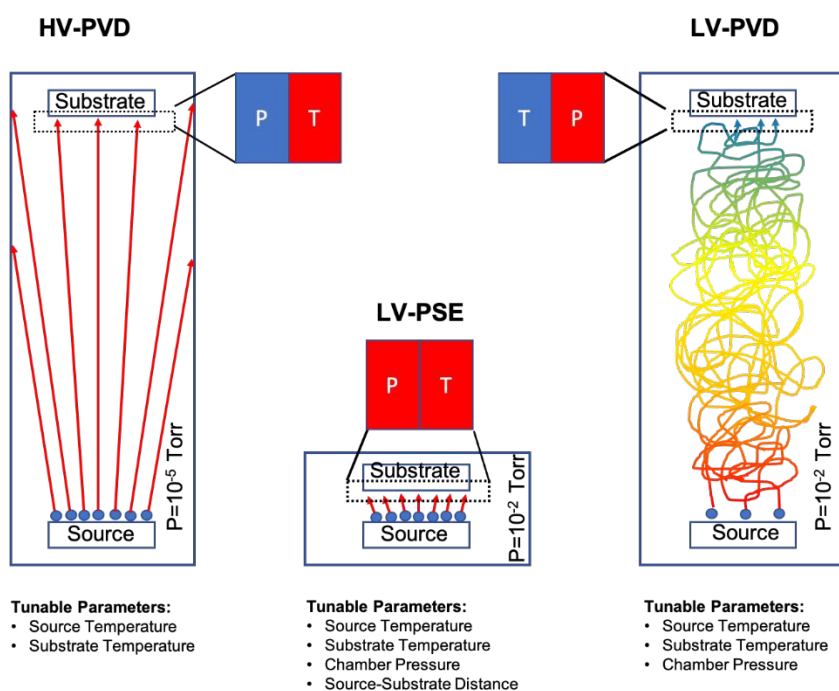 HV-PVD
Substrate
P T
Source
P=10⁻⁵ Torr
Tunable Parameters:
• Source Temperature
• Substrate Temperature
LV-PSE
P T
Substrate
Source
P=10⁻² Torr
Tunable Parameters:
• Source Temperature
• Substrate Temperature
• Chamber Pressure
• Source-Substrate Distance
LV-PVD
T P
Substrate
Source
P=10⁻² Torr
Tunable Parameters:
• Source Temperature
• Substrate Temperature
• Chamber Pressure